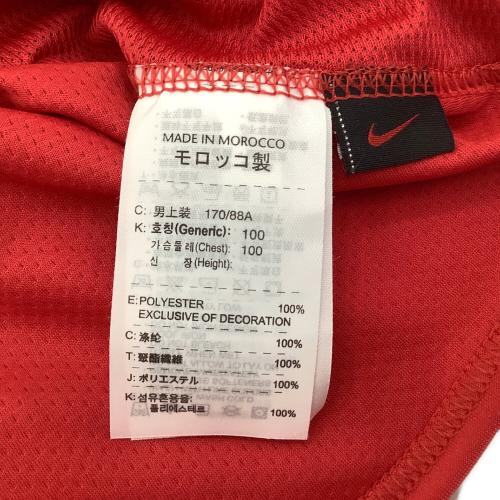 MADE IN MOROCCO
モロッコ製
C: 男上装 170/88A
K: 호칭(Generic): 100
가슴둘레(Chest): 100
신 장(Height):
E: POLYESTER 100%
EXCLUSIVE OF DECORATION
C: 涤纶 100%
T: 聚酯纖維 100%
J: ポリエステル 100%
K: 섬유혼용율:
폴리에스테르 100%